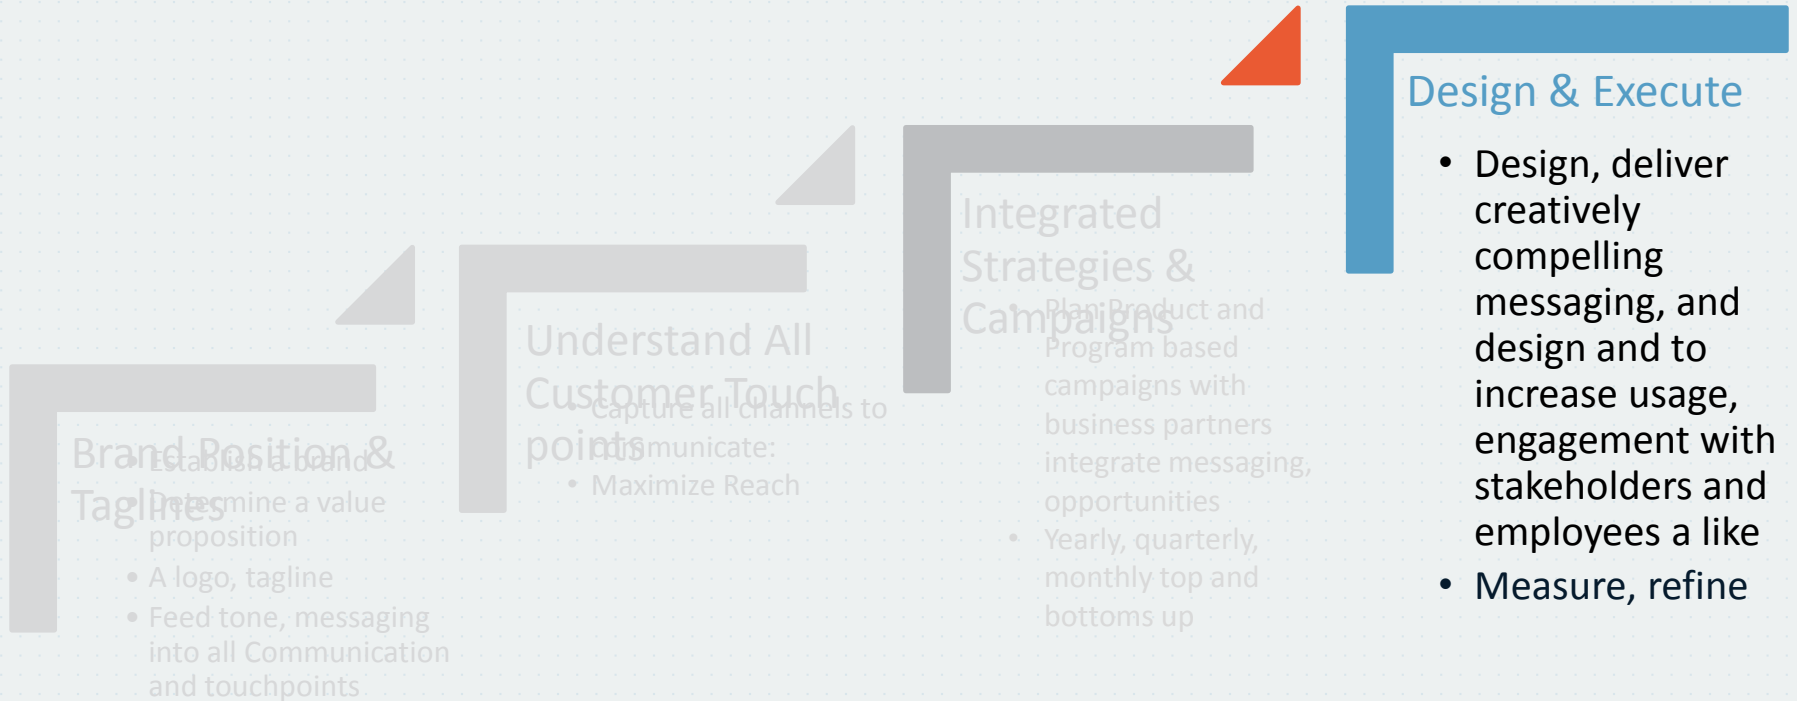 Brand Position &
Taglines
• Establish a brand
• Determine a value
proposition
• A logo, tagline
• Feed tone, messaging
into all Communication
and touchpoints
Understand All
Customer Touch
points
• Capture all channels to
communicate:
• Maximize Reach
Integrated
Strategies &
Campaigns
• Plan Product and
Program based
campaigns with
business partners
integrate messaging,
opportunities
• Yearly, quarterly,
monthly top and
bottoms up
Design & Execute
• Design, deliver
creatively
compelling
messaging, and
design and to
increase usage,
engagement with
stakeholders and
employees a like
• Measure, refine